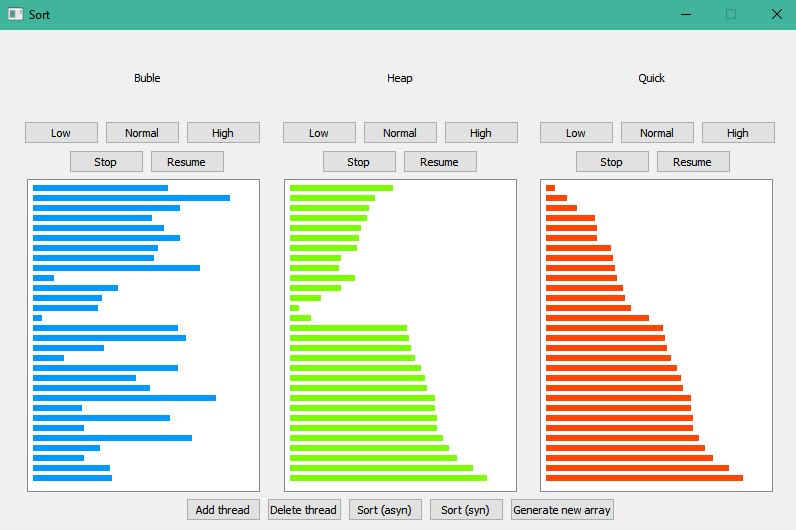 Sort
Buble Heap Quick
Low Normal High Low Normal High Low Normal High
Stop Resume Stop Resume Stop Resume
Add thread Delete thread Sort (asyn) Sort (syn) Generate new array